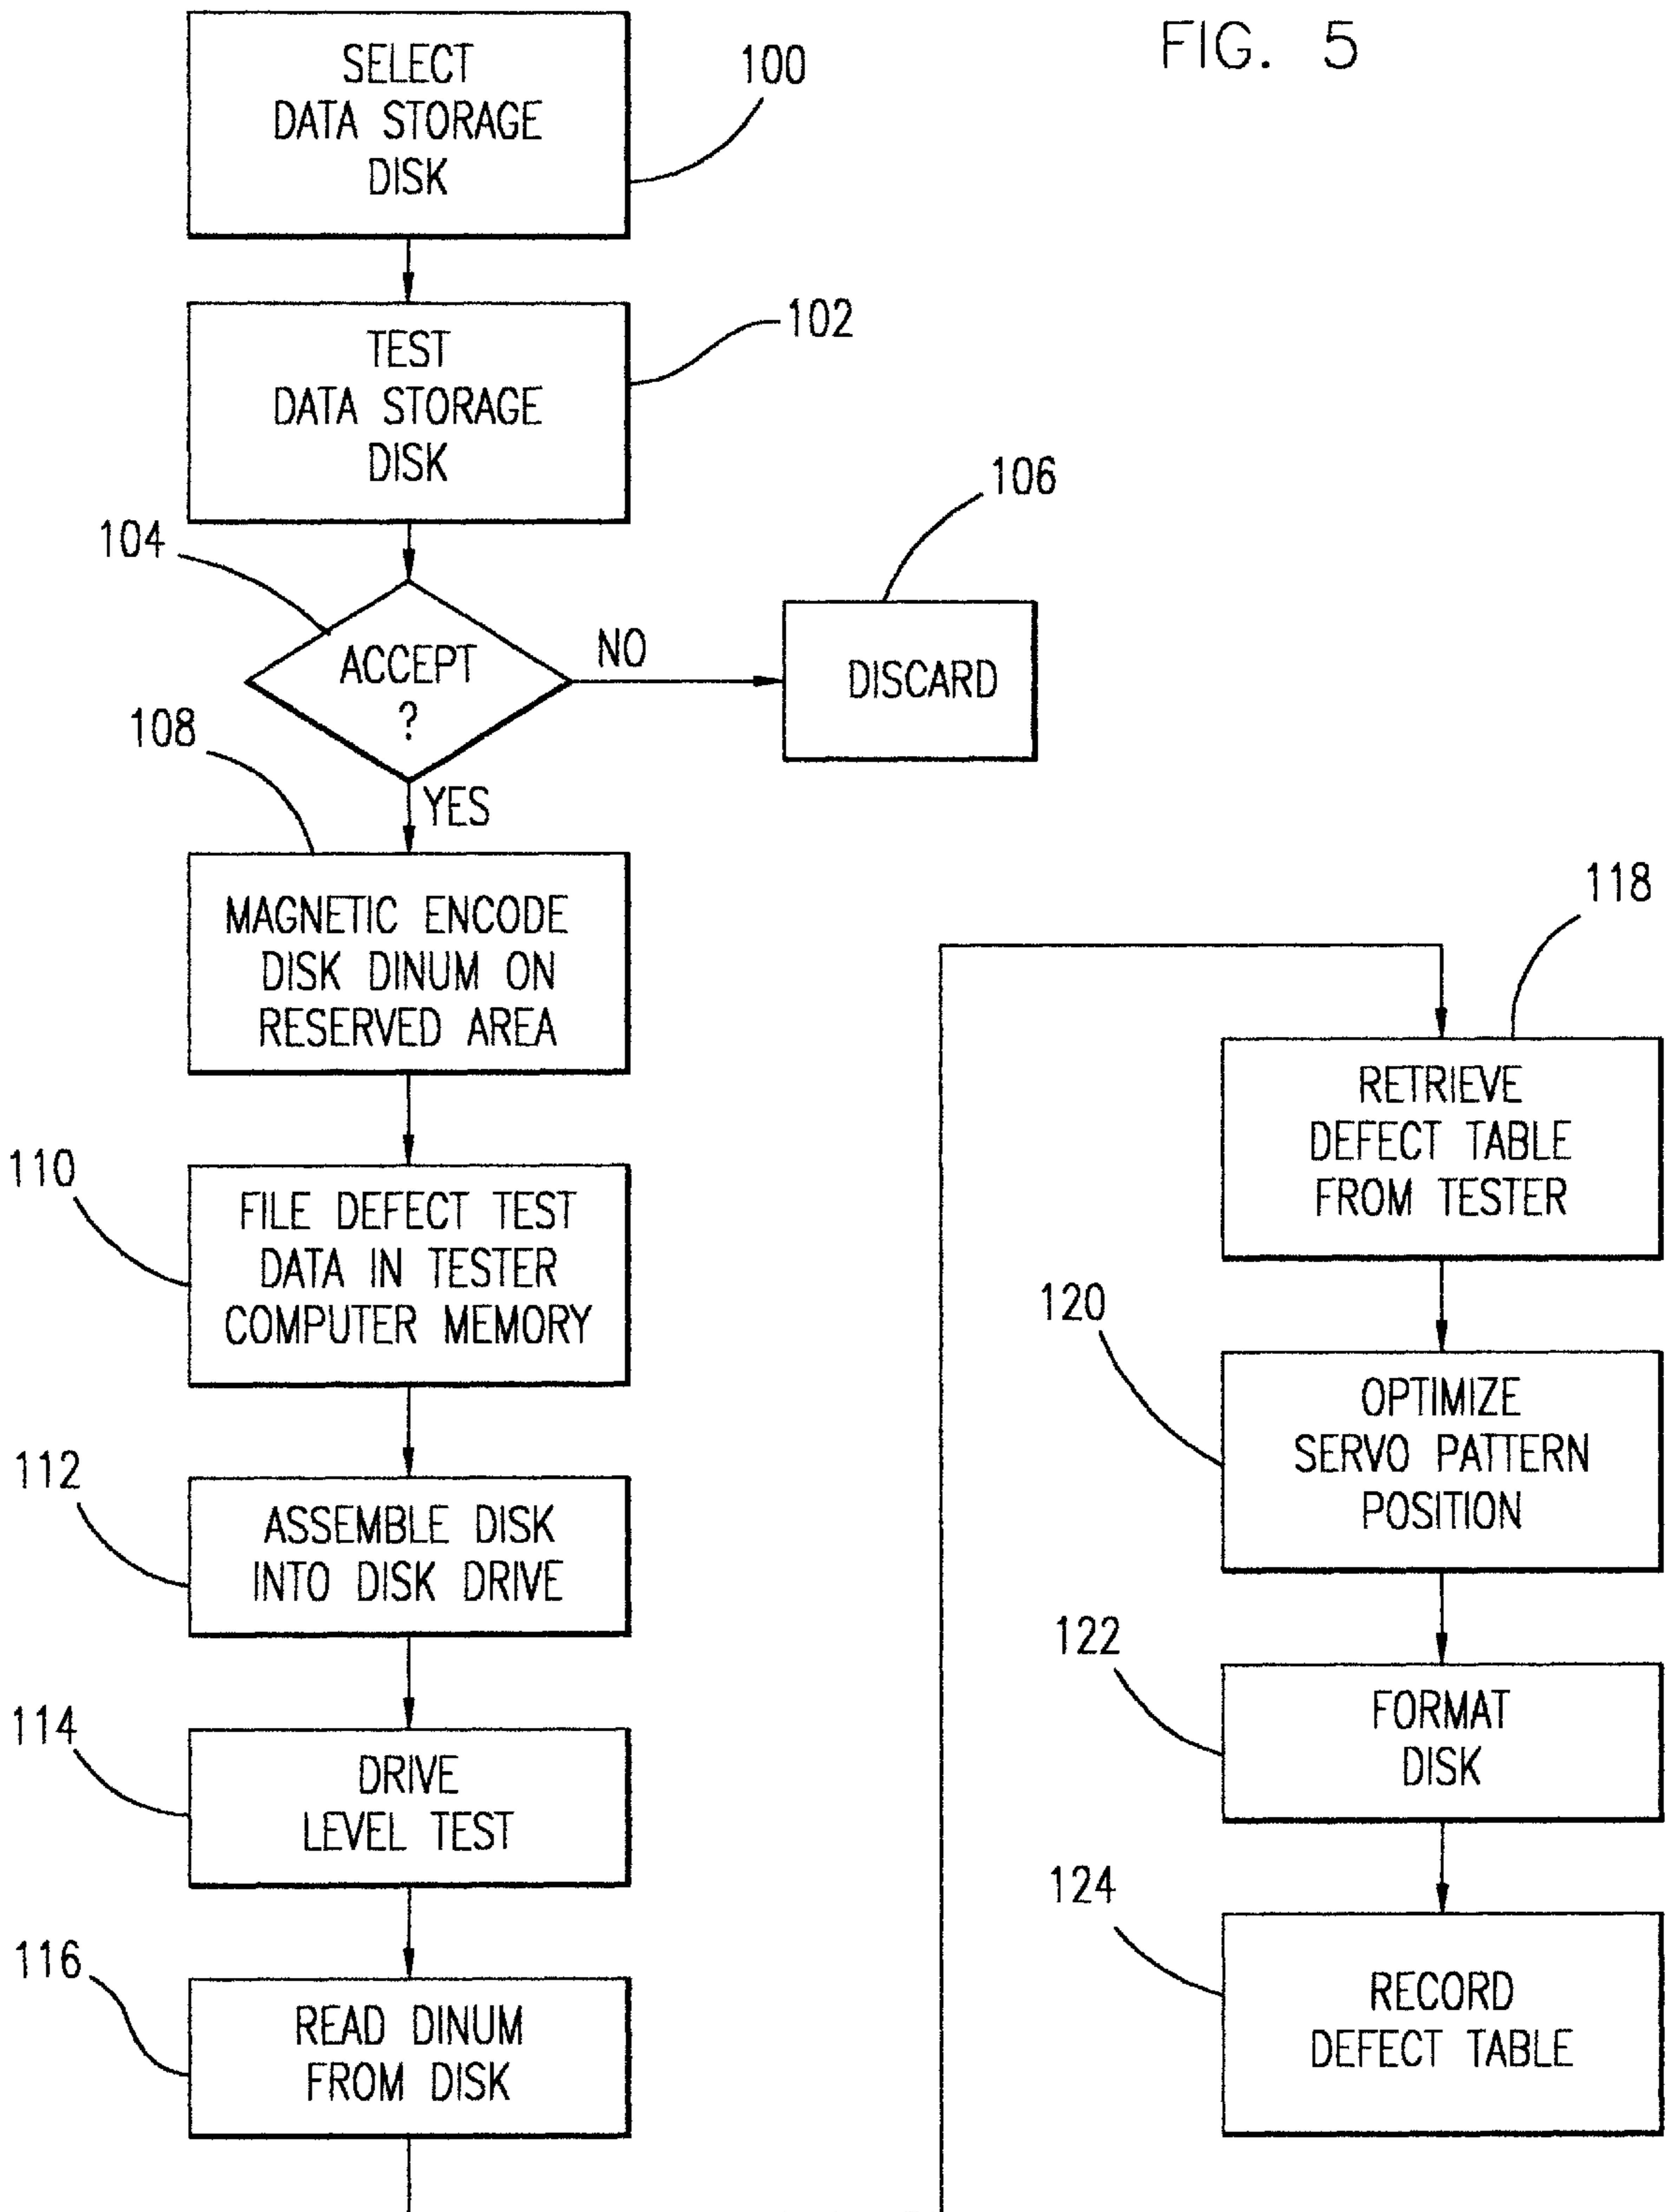 FIG. 5
SELECT
DATA STORAGE
DISK
100
TEST
DATA STORAGE
DISK
102
104
ACCEPT
?
NO
106
DISCARD
YES
108
MAGNETIC ENCODE
DISK DINUM ON
RESERVED AREA
110
FILE DEFECT TEST
DATA IN TESTER
COMPUTER MEMORY
112
ASSEMBLE DISK
INTO DISK DRIVE
114
DRIVE
LEVEL TEST
116
READ DINUM
FROM DISK
118
RETRIEVE
DEFECT TABLE
FROM TESTER
120
OPTIMIZE
SERVO PATTERN
POSITION
122
FORMAT
DISK
124
RECORD
DEFECT TABLE